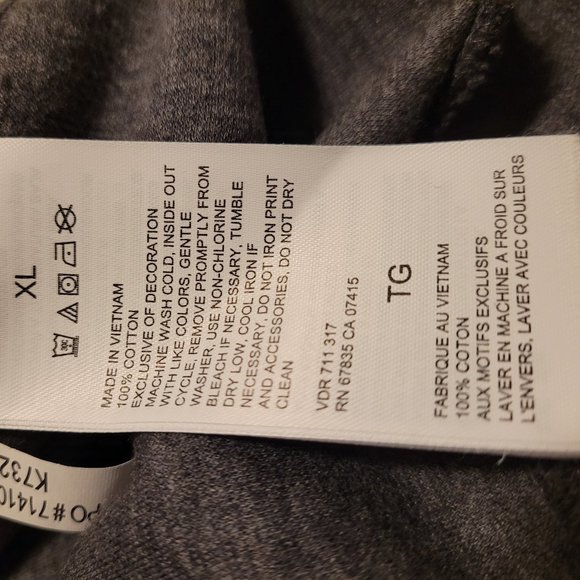 XL
MADE IN VIETNAM
100% COTTON
EXCLUSIVE OF DECORATION
MACHINE WASH COLD, INSIDE OUT
WITH LIKE COLORS, GENTLE
CYCLE, REMOVE PROMPTLY FROM
WASHER, USE NON-CHLORINE
BLEACH IF NECESSARY, TUMBLE
DRY LOW, COOL IRON IF
NECESSARY, DO NOT IRON PRINT
AND ACCESSORIES, DO NOT DRY
CLEAN
VDR 711 317
RN 67835 CA 07415
TG
FABRIQUE AU VIETNAM
100% COTON
AUX MOTIFS EXCLUSIFS
LAVER EN MACHINE A FROID SUR
L'ENVERS, LAVER AVEC COULEURS
PO#71410
K732